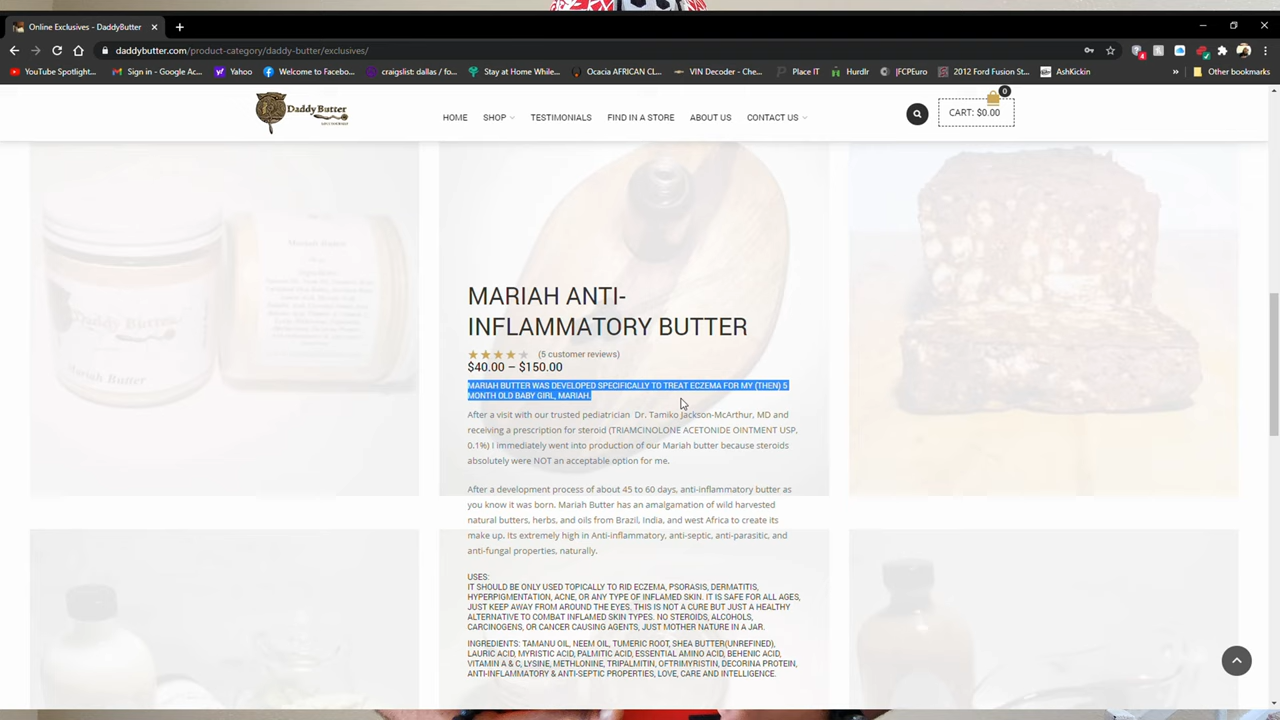 Online Exclusives - DaddyButter
daddybutter.com/product-category/daddy-butter/exclusives/
YouTube Spotlight... Sign in - Google Ac... Yahoo Welcome to Facebo... craigslist: dallas / fo... Stay at Home While... Ocacia AFRICAN CL... VIN Decoder - Che... Place IT Hurdlr |FCPEuro 2012 Ford Fusion St... AshKickin » Other bookmarks
Daddy Butter
HOME SHOP TESTIMONIALS FIND IN A STORE ABOUT US CONTACT US
CART: $0.00
0
MARIAH ANTI-
INFLAMMATORY BUTTER
(5 customer reviews)
$40.00 – $150.00
MARIAH BUTTER WAS DEVELOPED SPECIFICALLY TO TREAT ECZEMA FOR MY (THEN) 5
MONTH OLD BABY GIRL, MARIAH.
After a visit with our trusted pediatrician Dr. Tamiko Jackson-McArthur, MD and
receiving a prescription for steroid (TRIAMCINOLONE ACETONIDE OINTMENT USP,
0.1%) I immediately went into production of our Mariah butter because steroids
absolutely were NOT an acceptable option for me.
After a development process of about 45 to 60 days, anti-inflammatory butter as
you know it was born. Mariah Butter has an amalgamation of wild harvested
natural butters, herbs, and oils from Brazil, India, and west Africa to create its
make up. its extremely high in Anti-inflammatory, anti-septic, anti-parasitic, and
anti-fungal properties, naturally.
USES:
IT SHOULD BE ONLY USED TOPICALLY TO RID ECZEMA, PSORASIS, DERMATITIS,
HYPERPIGMENTATION, ACNE, OR ANY TYPE OF INFLAMED SKIN. IT IS SAFE FOR ALL AGES,
JUST KEEP AWAY FROM AROUND THE EYES. THIS IS NOT A CURE BUT JUST A HEALTHY
ALTERNATIVE TO COMBAT INFLAMED SKIN TYPES. NO STEROIDS, ALCOHOLS,
CARCINOGENS, OR CANCER CAUSING AGENTS, JUST MOTHER NATURE IN A JAR.
INGREDIENTS: TAMANU OIL, NEEM OIL, TUMERIC ROOT, SHEA BUTTER(UNREFINED),
LAURIC ACID, MYRISTIC ACID, PALMITIC ACID, ESSENTIAL AMINO ACID, BEHENIC ACID,
VITAMIN A & C, LYSINE, METHLONINE, TRIPALMITIN, OFTRIMYRISTIN, DECORINA PROTEIN,
ANTI-INFLAMMATORY & ANTI-SEPTIC PROPERTIES, LOVE, CARE AND INTELLIGENCE.
Daddy Butter
Mariah Butter
Mariah Butter